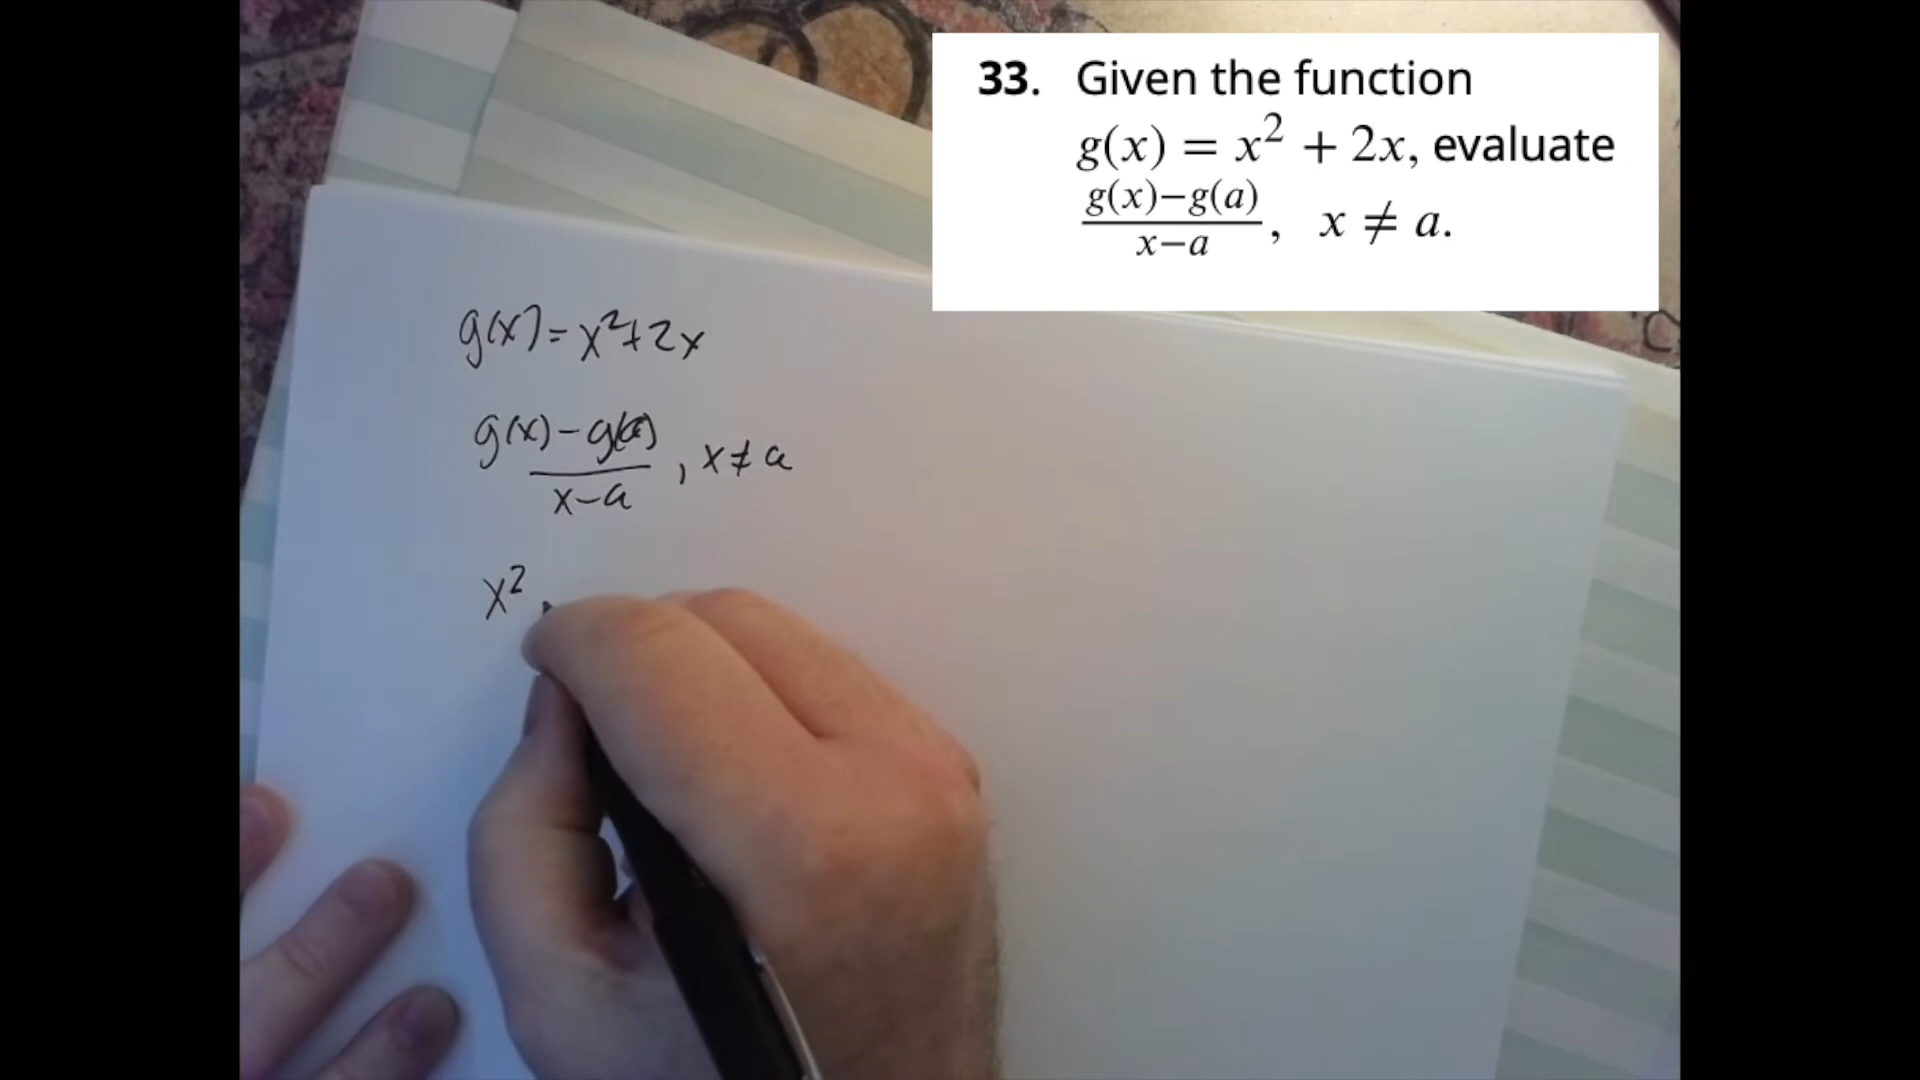 33. Given the function
g(x) = x² + 2x, evaluate
g(x)−g(a)
x−a
, x ≠ a.
g(x)=x²+2x
g(x)-g(a)
x-a
, x≠a
x²